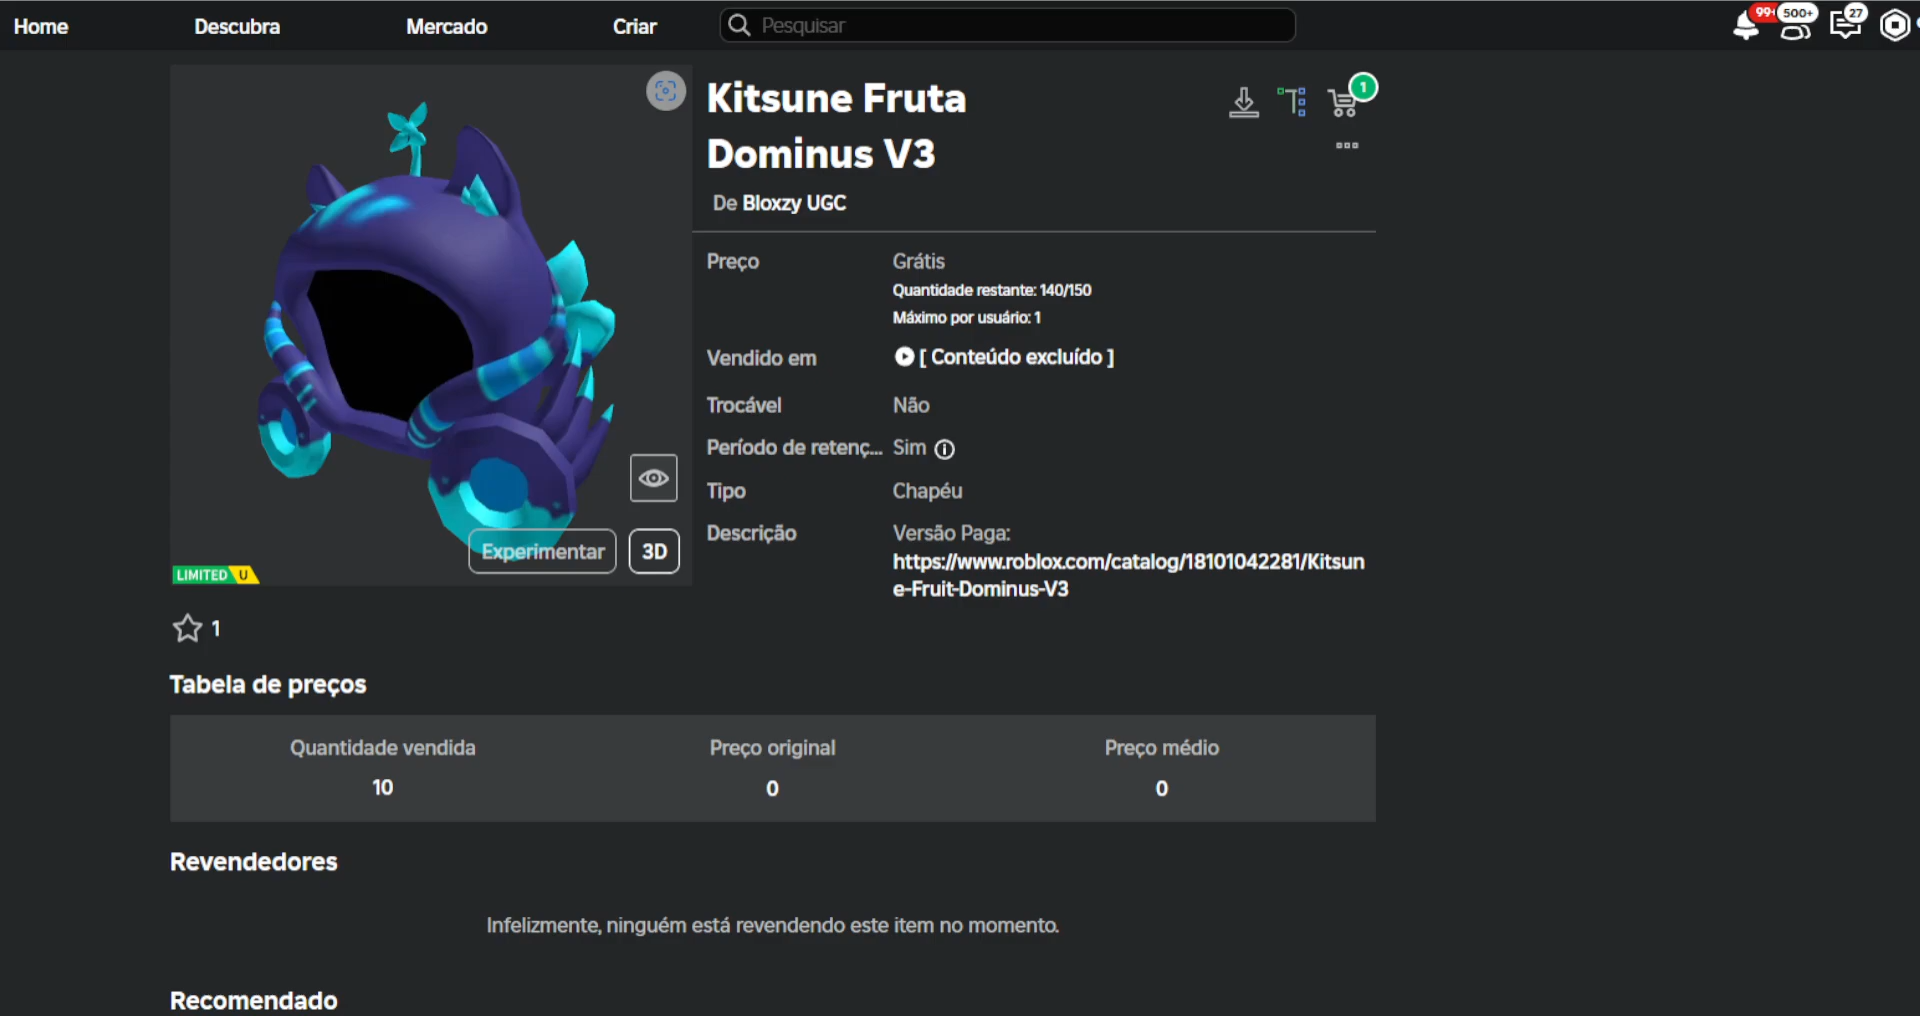 Home
Descubra
Mercado
Criar
Pesquisar
99+
500+
27
Kitsune Fruta
Dominus V3
1
De Bloxzy UGC
Preço
Grátis
Quantidade restante: 140/150
Máximo por usuário: 1
Vendido em
[ Conteúdo excluído ]
Trocável
Não
Período de retenç...
Sim
Tipo
Chapéu
Descrição
Versão Paga:
https://www.roblox.com/catalog/18101042281/Kitsun
e-Fruit-Dominus-V3
Experimentar
3D
LIMITED U
1
Tabela de preços
Quantidade vendida
10
Preço original
0
Preço médio
0
Revendedores
Infelizmente, ninguém está revendendo este item no momento.
Recomendado